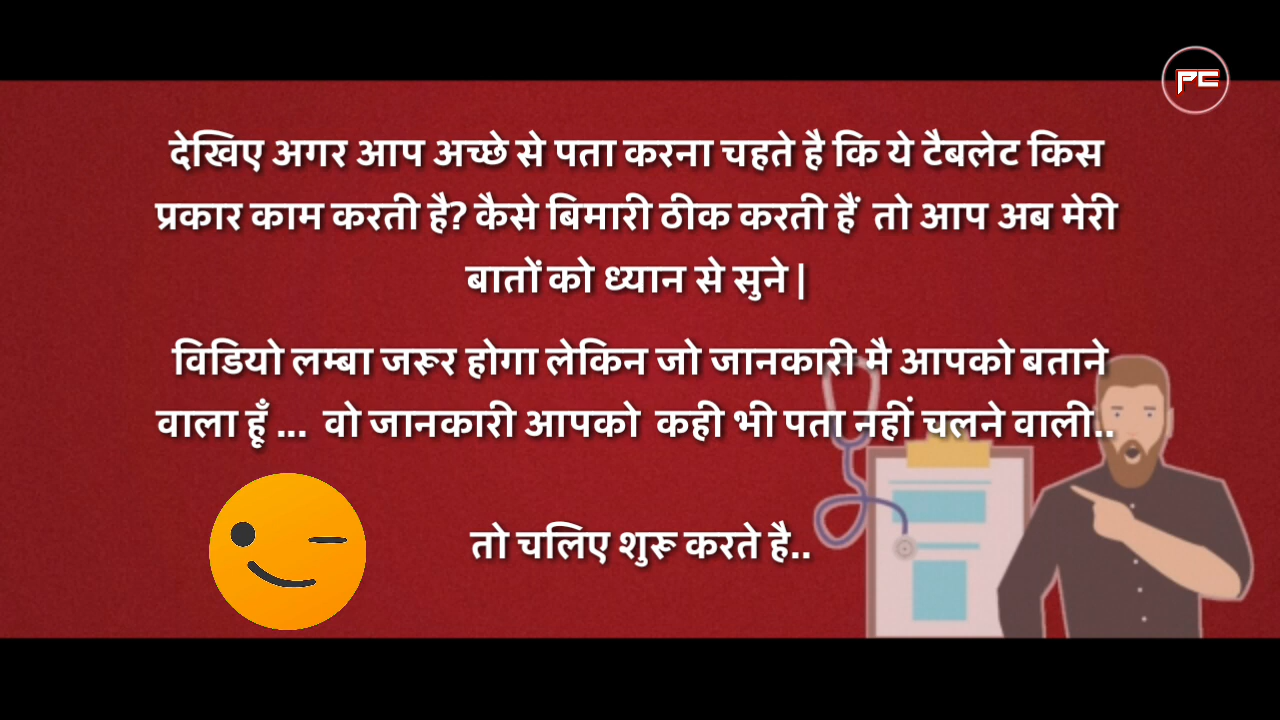 PC
देखिए अगर आप अच्छे से पता करना चहते है कि ये टैबलेट किस
प्रकार काम करती है? कैसे बिमारी ठीक करती हैं तो आप अब मेरी
बातों को ध्यान से सुने |
विडियो लम्बा जरूर होगा लेकिन जो जानकारी मै आपको बताने
वाला हूँ ... वो जानकारी आपको कही भी पता नहीं चलने वाली..
तो चलिए शुरू करते है..